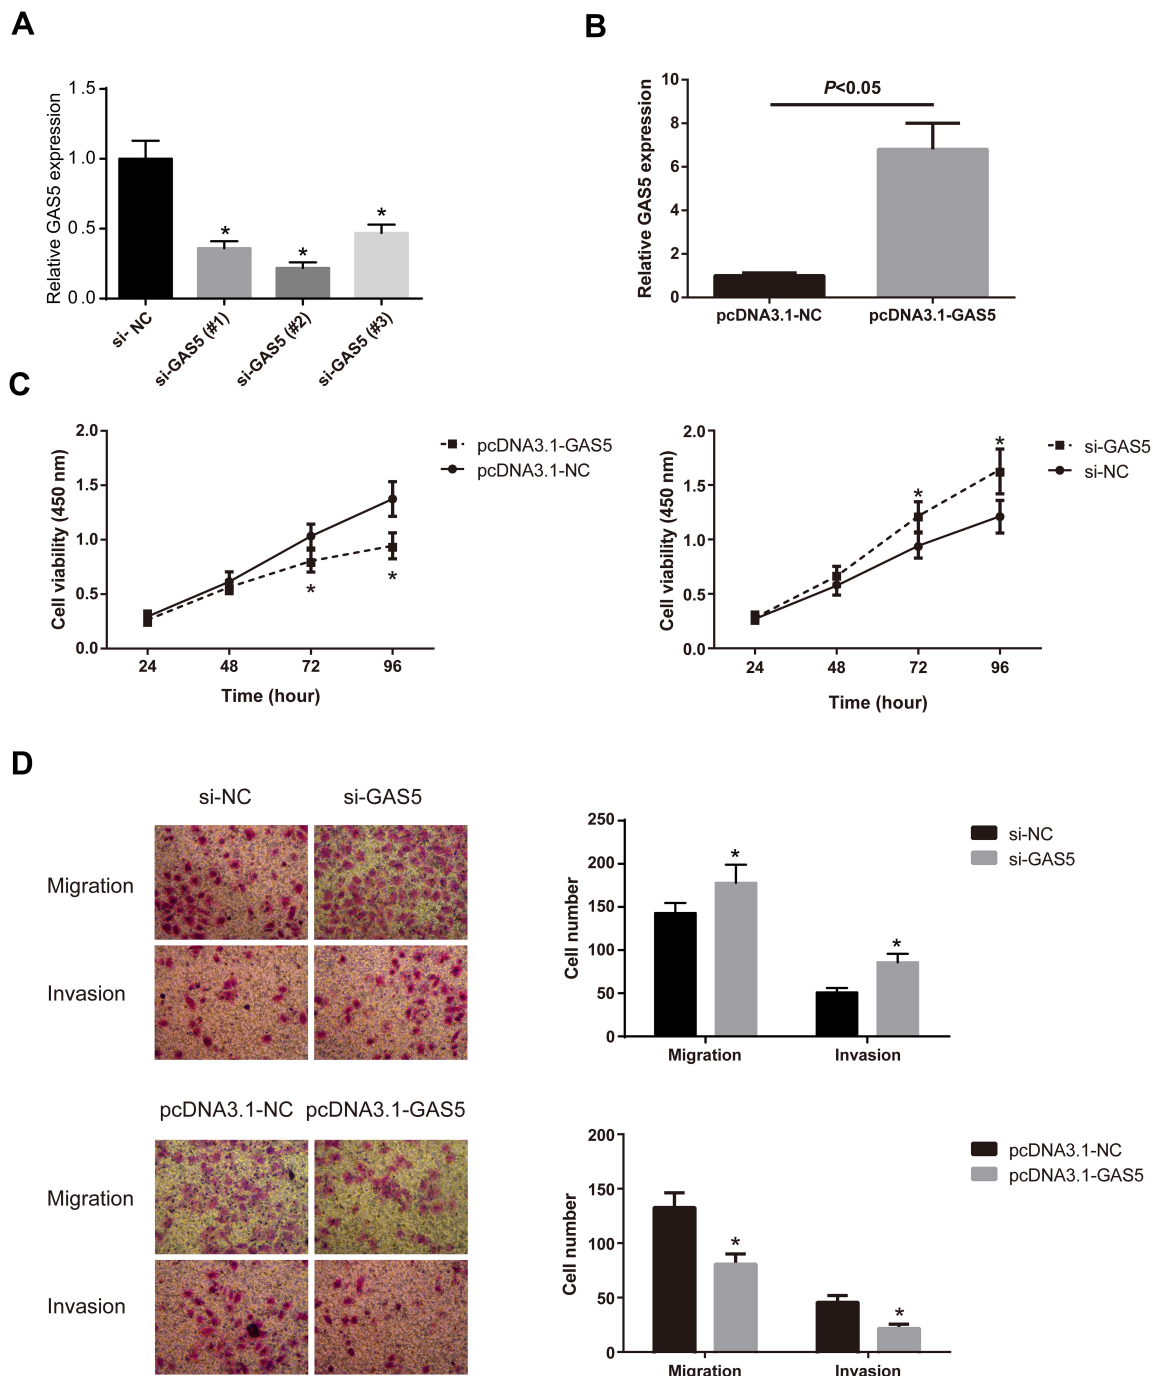 A
Relative GAS5 expression
1.5
1.0
0.5
0.0
*
*
*
si- NC
si-GAS5 (#1)
si-GAS5 (#2)
si-GAS5 (#3)
B
Relative GAS5 expression
10
8
6
4
2
0
P<0.05
pcDNA3.1-NC
pcDNA3.1-GAS5
C
Cell viability (450 nm)
2.0
1.5
1.0
0.5
0.0
*
*
24
48
72
96
Time (hour)
pcDNA3.1-GAS5
pcDNA3.1-NC
Cell viability (450 nm)
2.0
1.5
1.0
0.5
0.0
*
*
24
48
72
96
Time (hour)
si-GAS5
si-NC
D
si-NC
si-GAS5
Migration
Invasion
Cell number
250
200
150
100
50
0
*
*
Migration
Invasion
si-NC
si-GAS5
pcDNA3.1-NC
pcDNA3.1-GAS5
Migration
Invasion
Cell number
200
150
100
50
0
*
*
Migration
Invasion
pcDNA3.1-NC
pcDNA3.1-GAS5